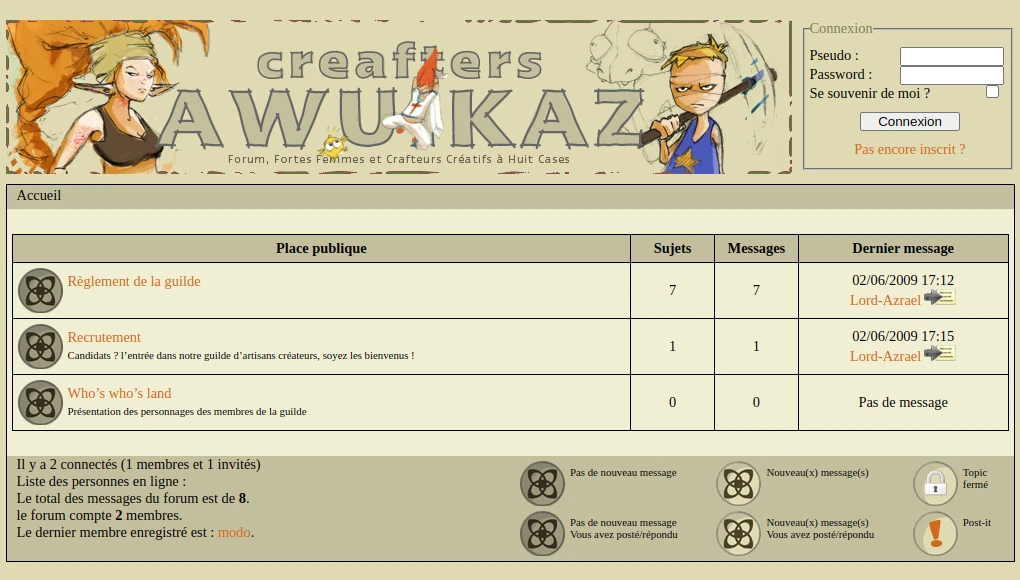 creafters
AWUKAZ
Forum, Fortes Femmes et Crafteurs Créatifs à Huit Cases
Connexion
Pseudo :
Password :
Se souvenir de moi ?
Connexion
Pas encore inscrit ?
Accueil
Place publique Sujets Messages Dernier message
Règlement de la guilde 7 7 02/06/2009 17:12
Lord-Azrael
Recrutement 1 1 02/06/2009 17:15
Candidats ? l’entrée dans notre guilde d’artisans créateurs, soyez les bienvenus !
Lord-Azrael
Who’s who’s land 0 0 Pas de message
Présentation des personnages des membres de la guilde
Il y a 2 connectés (1 membres et 1 invités)
Liste des personnes en ligne :
Le total des messages du forum est de 8.
le forum compte 2 membres.
Le dernier membre enregistré est : modo.
Pas de nouveau message
Nouveau(x) message(s)
Topic
fermé
Pas de nouveau message
Vous avez posté/répondu
Nouveau(x) message(s)
Vous avez posté/répondu
Post-it